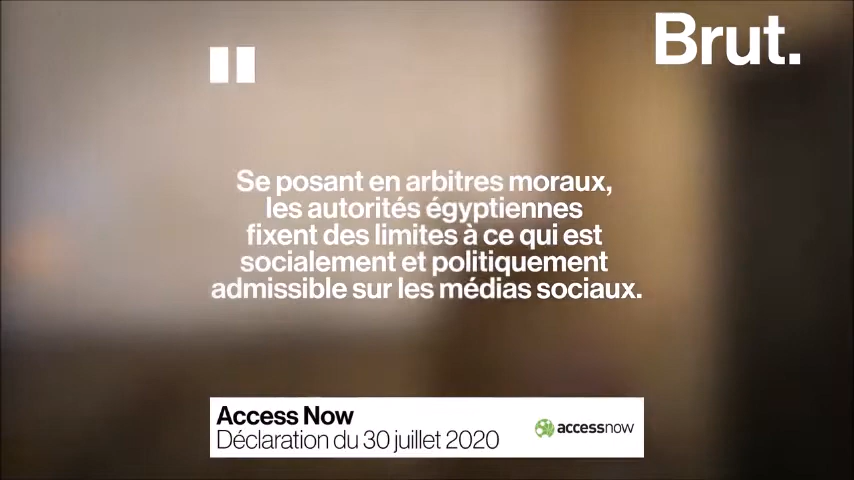 Brut.
Se posant en arbitres moraux,
les autorités égyptiennes
fixent des limites à ce qui est
socialement et politiquement
admissible sur les médias sociaux.
Access Now
Déclaration du 30 juillet 2020
accessnow